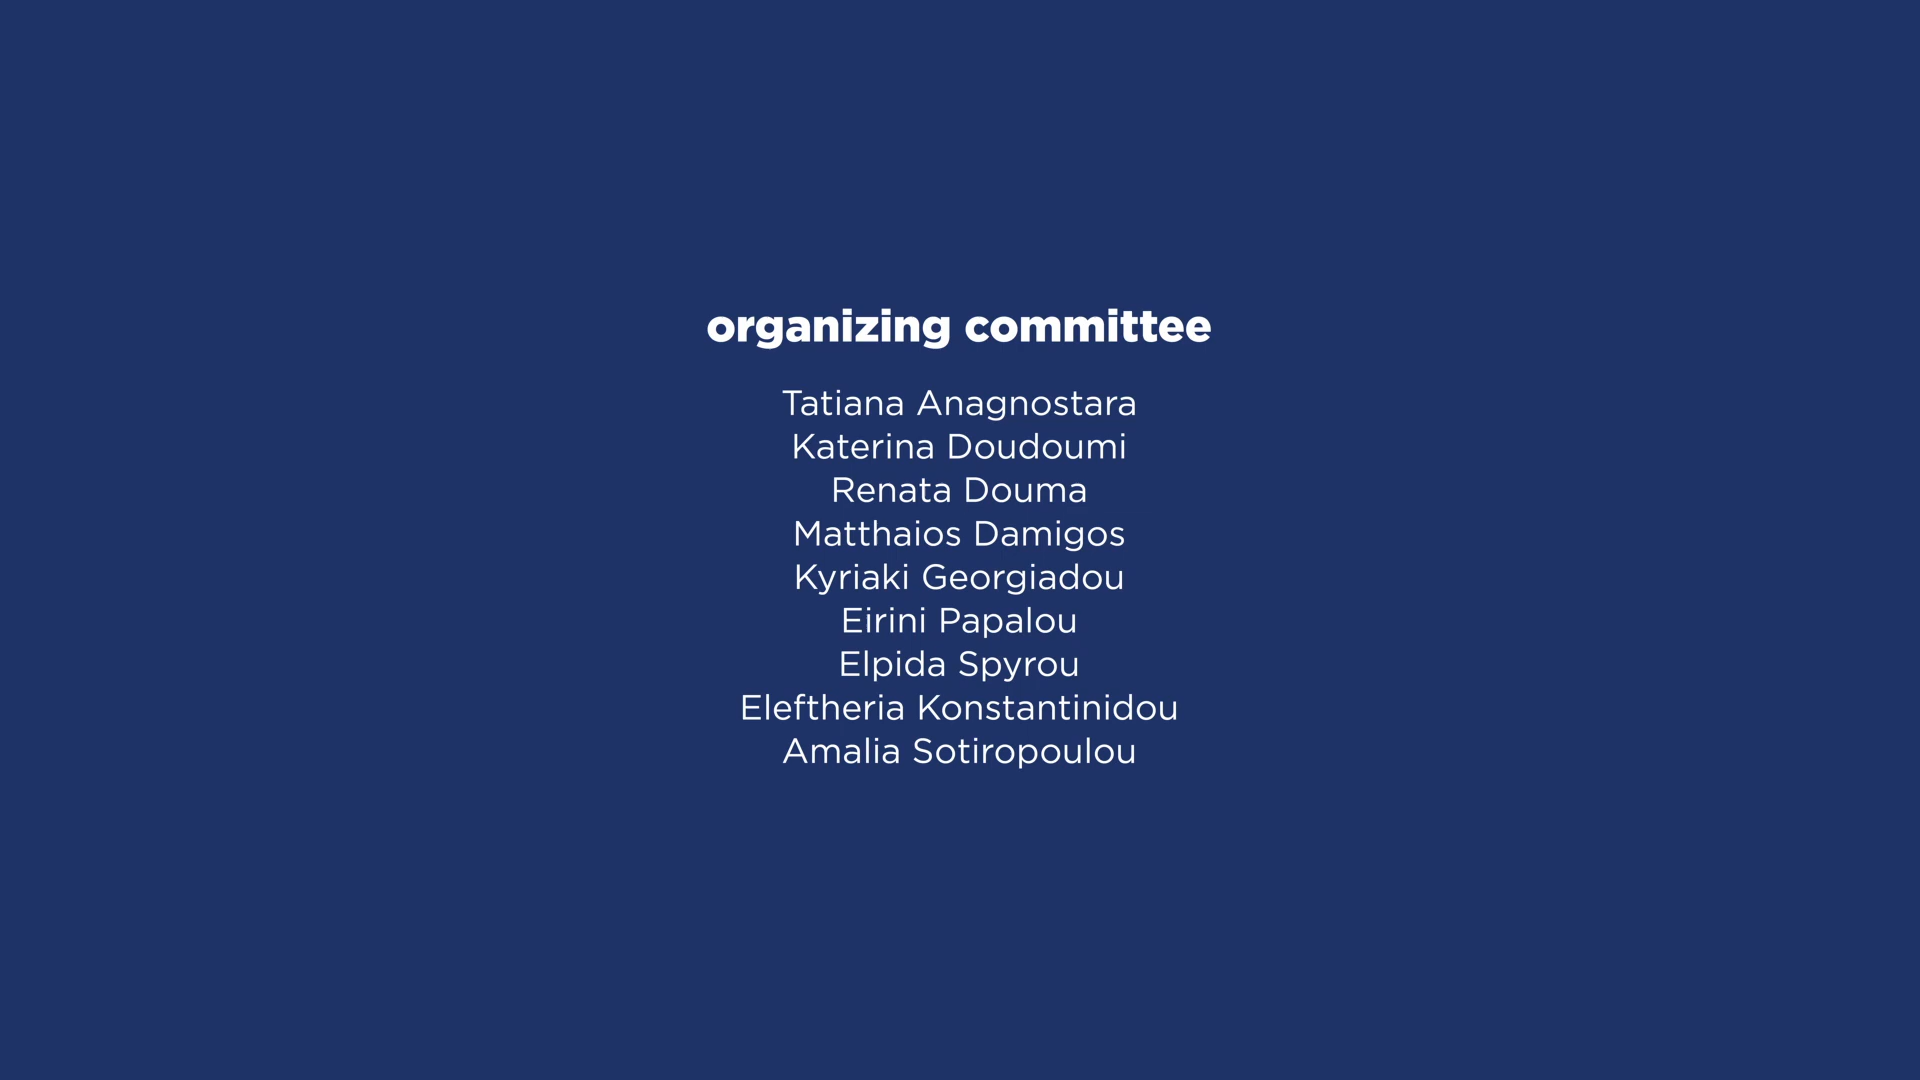 organizing committee
Tatiana Anagnostara
Katerina Doudoumi
Renata Douma
Matthaios Damigos
Kyriaki Georgiadou
Eirini Papalou
Elpida Spyrou
Eleftheria Konstantinidou
Amalia Sotiropoulou